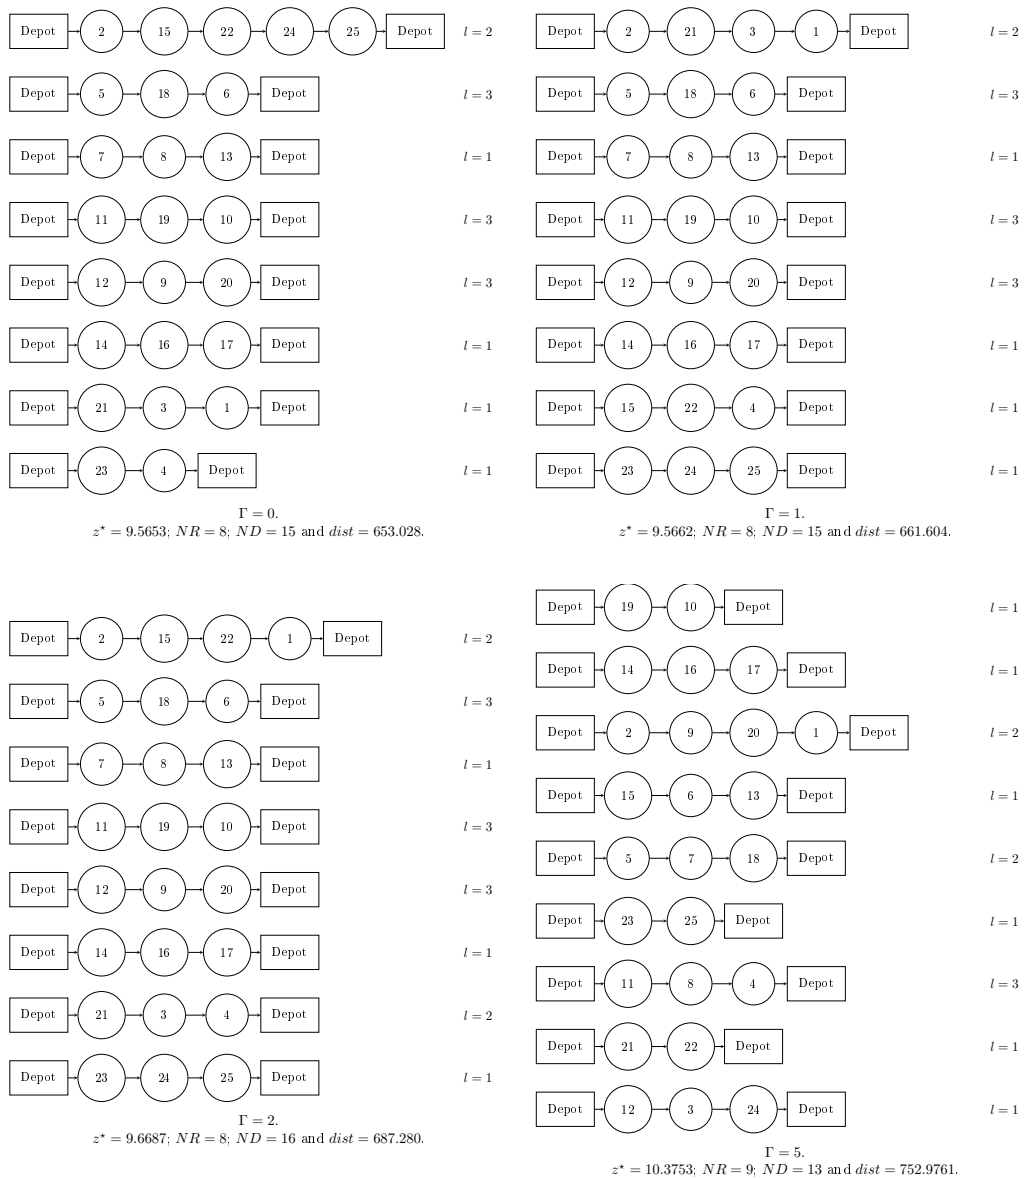 Depot 2 15 22 24 25 Depot l = 2
Depot 5 18 6 Depot l = 3
Depot 7 8 13 Depot l = 1
Depot 11 19 10 Depot l = 3
Depot 12 9 20 Depot l = 3
Depot 14 16 17 Depot l = 1
Depot 21 3 1 Depot l = 1
Depot 23 4 Depot l = 1
Γ = 0.
z⋆ = 9.5653; NR = 8; ND = 15 and dist = 653.028.
Depot 2 21 3 1 Depot l = 2
Depot 5 18 6 Depot l = 3
Depot 7 8 13 Depot l = 1
Depot 11 19 10 Depot l = 3
Depot 12 9 20 Depot l = 3
Depot 14 16 17 Depot l = 1
Depot 15 22 4 Depot l = 1
Depot 23 24 25 Depot l = 1
Γ = 1.
z⋆ = 9.5662; NR = 8; ND = 15 and dist = 661.604.
Depot 2 15 22 1 Depot l = 2
Depot 5 18 6 Depot l = 3
Depot 7 8 13 Depot l = 1
Depot 11 19 10 Depot l = 3
Depot 12 9 20 Depot l = 3
Depot 14 16 17 Depot l = 1
Depot 21 3 4 Depot l = 2
Depot 23 24 25 Depot l = 1
Γ = 2.
z⋆ = 9.6687; NR = 8; ND = 16 and dist = 687.280.
Depot 19 10 Depot l = 1
Depot 14 16 17 Depot l = 1
Depot 2 9 20 1 Depot l = 2
Depot 15 6 13 Depot l = 1
Depot 5 7 18 Depot l = 2
Depot 23 25 Depot l = 1
Depot 11 8 4 Depot l = 3
Depot 21 22 Depot l = 1
Depot 12 3 24 Depot l = 1
Γ = 5.
z⋆ = 10.3753; NR = 9; ND = 13 and dist = 752.9761.